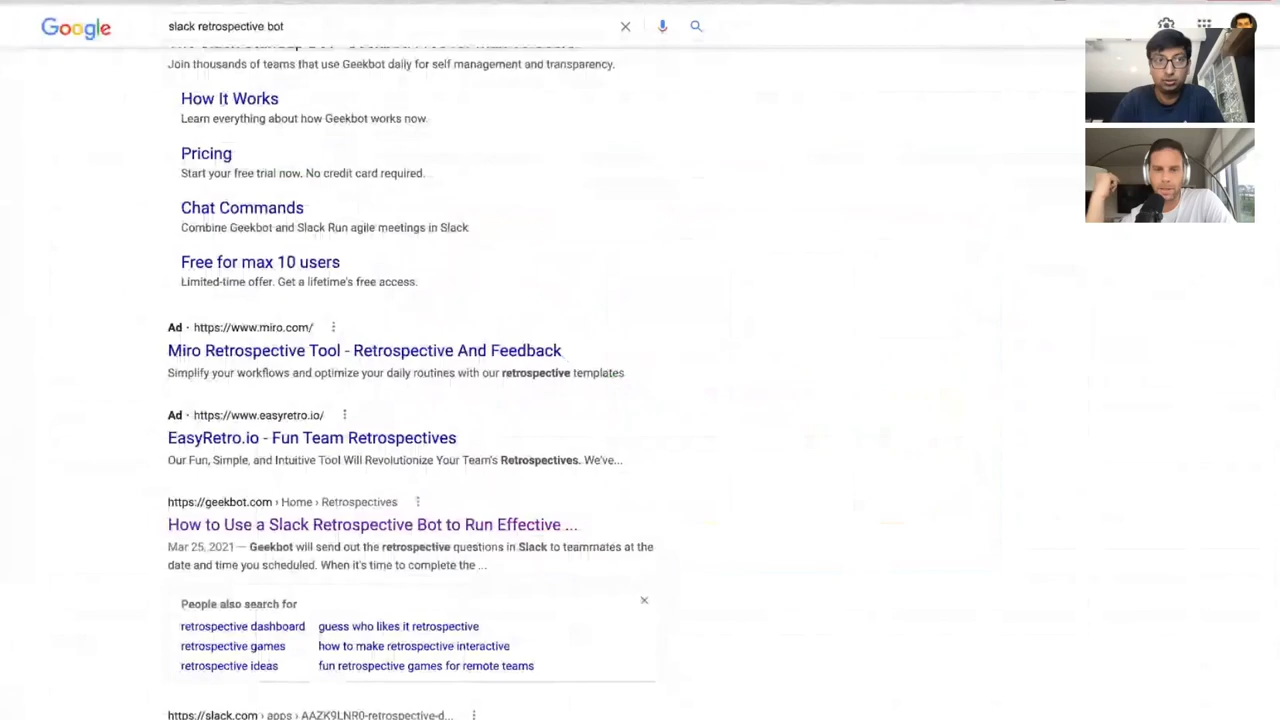 Google
slack retrospective bot
Join thousands of teams that use Geekbot daily for self management and transparency.
How It Works
Learn everything about how Geekbot works now.
Pricing
Start your free trial now. No credit card required.
Chat Commands
Combine Geekbot and Slack Run agile meetings in Slack
Free for max 10 users
Limited-time offer. Get a lifetime's free access.
Ad · https://www.miro.com/
Miro Retrospective Tool - Retrospective And Feedback
Simplify your workflows and optimize your daily routines with our retrospective templates
Ad · https://www.easyretro.io/
EasyRetro.io - Fun Team Retrospectives
Our Fun, Simple, and Intuitive Tool Will Revolutionize Your Team's Retrospectives. We've...
https://geekbot.com › Home › Retrospectives
How to Use a Slack Retrospective Bot to Run Effective ...
Mar 25, 2021 — Geekbot will send out the retrospective questions in Slack to teammates at the
date and time you scheduled. When it's time to complete the ...
People also search for
retrospective dashboard guess who likes it retrospective
retrospective games how to make retrospective interactive
retrospective ideas fun retrospective games for remote teams
https://slack.com › apps › AAZK9LNR0-retrospective-d...